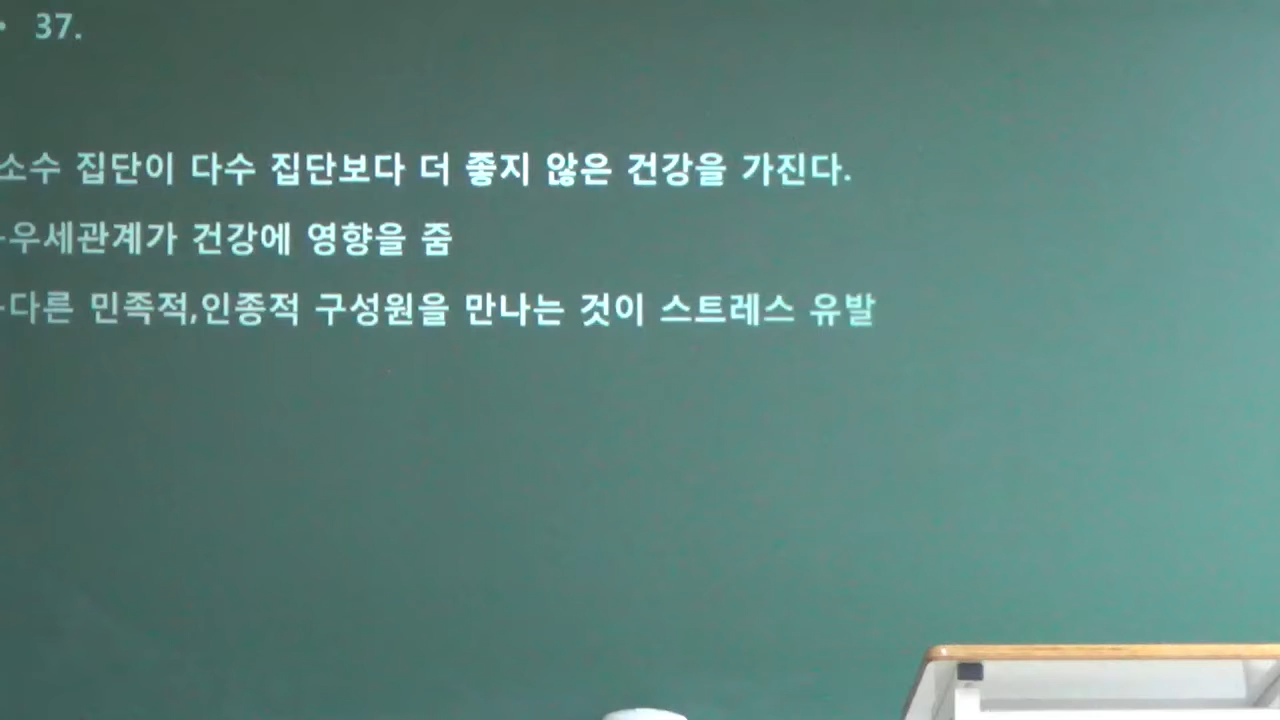 • 37.
소수 집단이 다수 집단보다 더 좋지 않은 건강을 가진다.
-우세관계가 건강에 영향을 줌
-다른 민족적,인종적 구성원을 만나는 것이 스트레스 유발